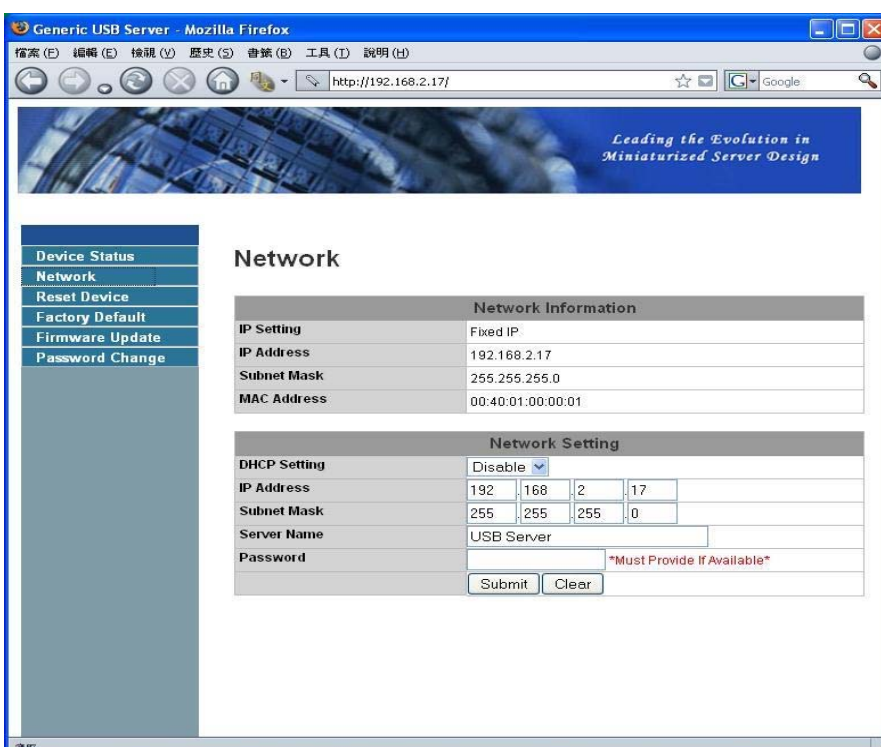 Generic USB Server - Mozilla Firefox
檔案(F) 編輯(E) 檢視(V) 歷史(S) 書籤(B) 工具(T) 說明(H)
http://192.168.2.17/ Google
Leading the Evolution in
Miniaturized Server Design
Device Status
Network
Reset Device
Factory Default
Firmware Update
Password Change
Network
Network Information
IP Setting Fixed IP
IP Address 192.168.2.17
Subnet Mask 255.255.255.0
MAC Address 00:40:01:00:00:01
Network Setting
DHCP Setting Disable
IP Address 192 .168 .2 .17
Subnet Mask 255 .255 .255 .0
Server Name USB Server
Password *Must Provide If Available*
Submit Clear